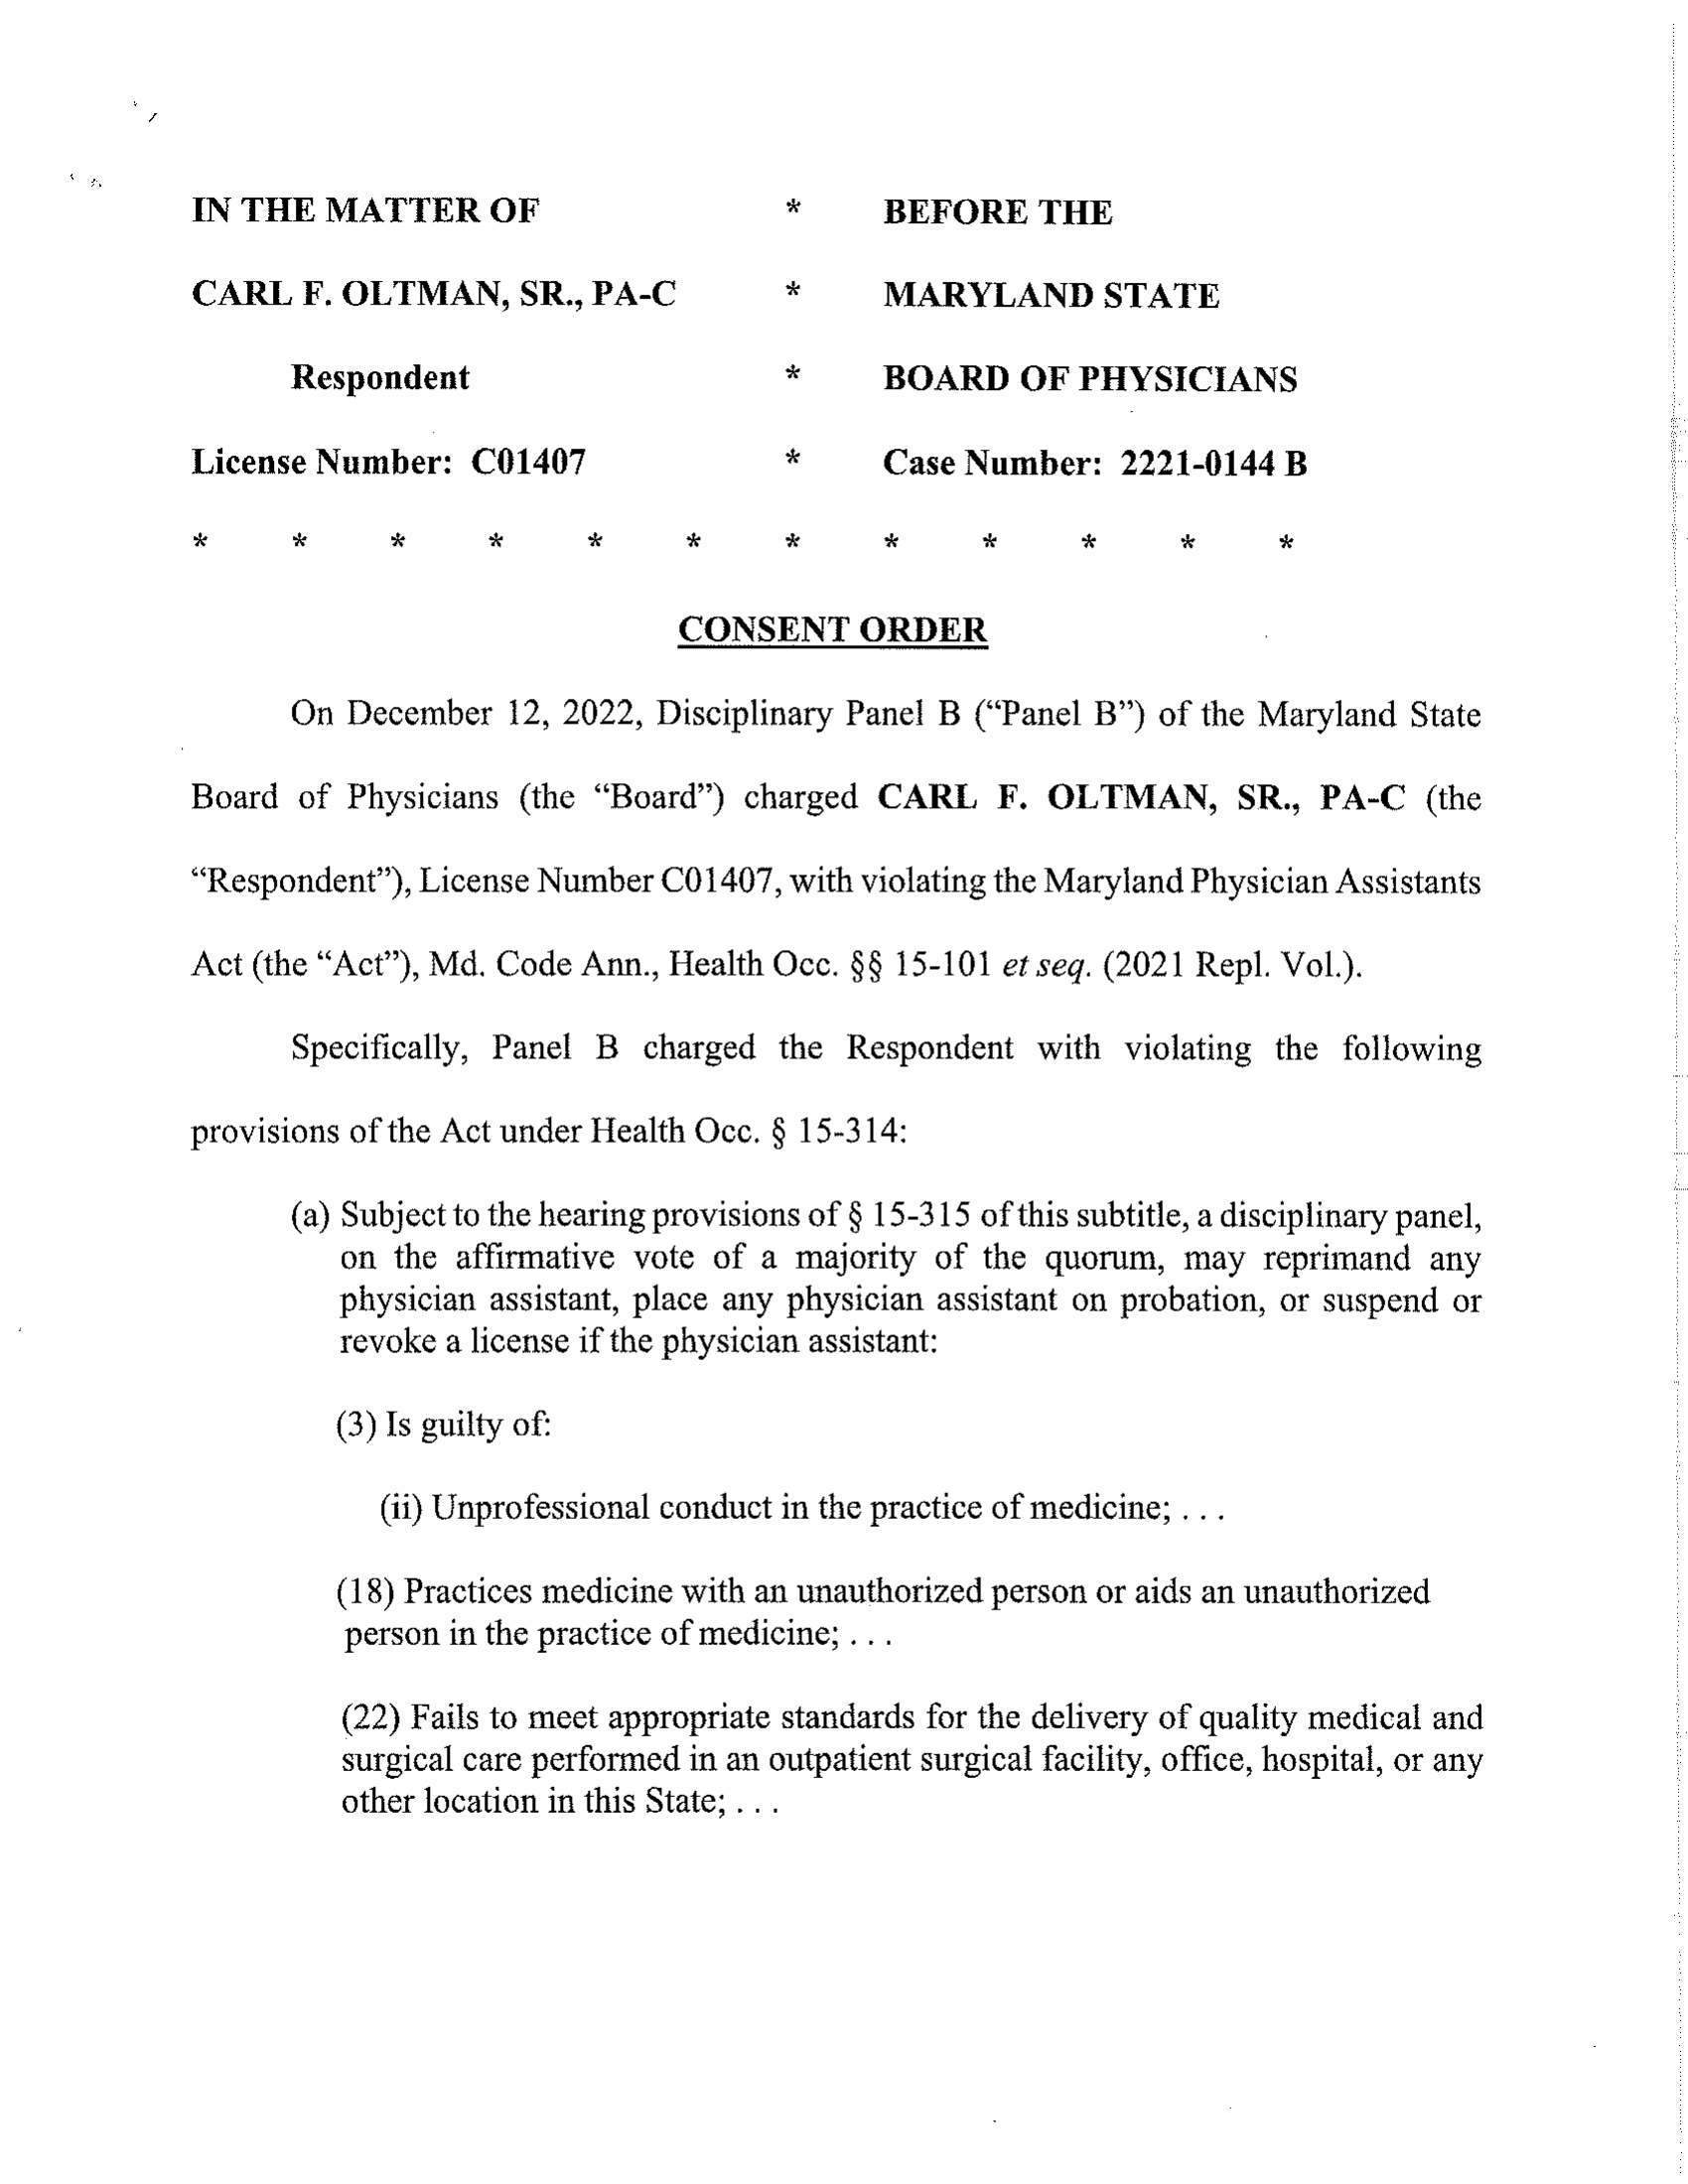 IN THE MATTER OF * BEFORE THE
CARL F. OLTMAN, SR., PA-C * MARYLAND STATE
Respondent * BOARD OF PHYSICIANS
License Number: C01407 * Case Number: 2221-0144 B
* * * * * * * * * * * *
CONSENT ORDER
On December 12, 2022, Disciplinary Panel B (“Panel B”) of the Maryland State
Board of Physicians (the “Board”) charged CARL F. OLTMAN, SR., PA-C (the
“Respondent”), License Number C01407, with violating the Maryland Physician Assistants
Act (the “Act”), Md. Code Ann., Health Occ. §§ 15-101 et seq. (2021 Repl. Vol.).
Specifically, Panel B charged the Respondent with violating the following
provisions of the Act under Health Occ. § 15-314:
(a) Subject to the hearing provisions of § 15-315 of this subtitle, a disciplinary panel,
on the affirmative vote of a majority of the quorum, may reprimand any
physician assistant, place any physician assistant on probation, or suspend or
revoke a license if the physician assistant:
(3) Is guilty of:
(ii) Unprofessional conduct in the practice of medicine; . . .
(18) Practices medicine with an unauthorized person or aids an unauthorized
person in the practice of medicine; . . .
(22) Fails to meet appropriate standards for the delivery of quality medical and
surgical care performed in an outpatient surgical facility, office, hospital, or any
other location in this State; . . .